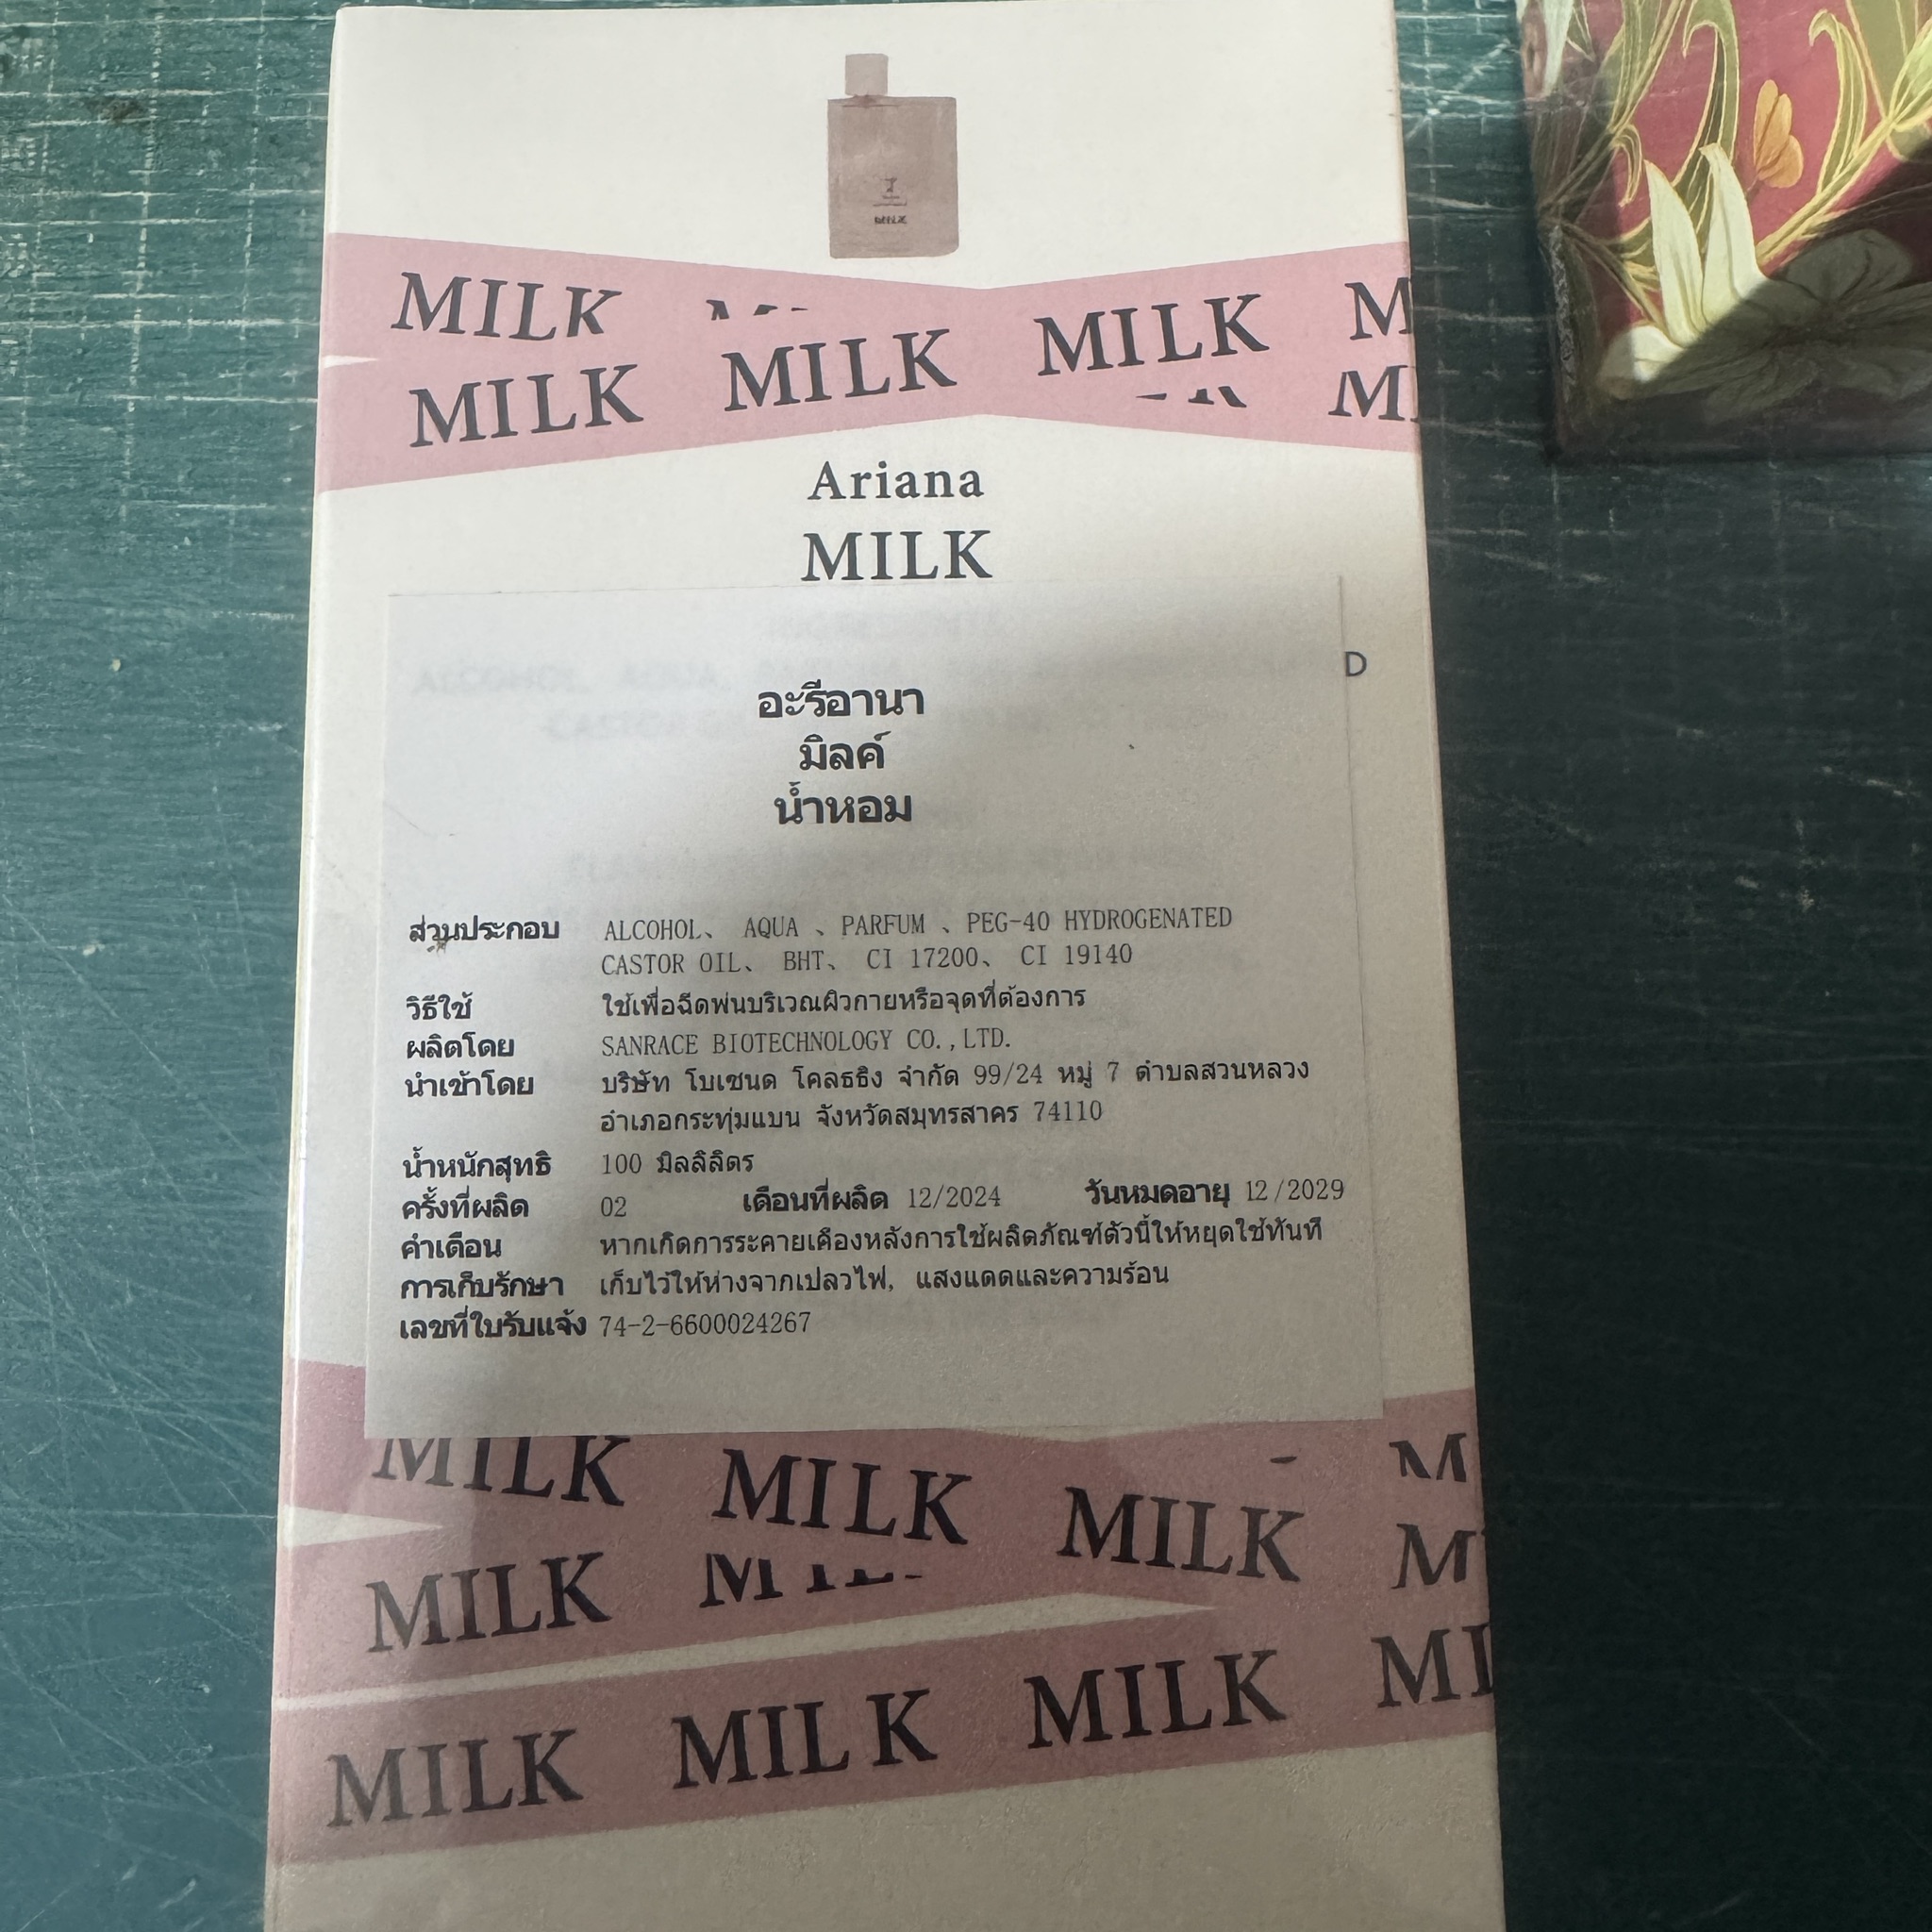 MILK
MILK MILK MILK MILK M
MILK M
Ariana
MILK
D
อะรีอานา
มิลค์
น้ำหอม
ส่วนประกอบ ALCOHOL、 AQUA 、PARFUM 、PEG-40 HYDROGENATED
CASTOR OIL、 BHT、 CI 17200、 CI 19140
วิธีใช้ ใช้เพื่อฉีดพ่นบริเวณผิวกายหรือจุดที่ต้องการ
ผลิตโดย SANRACE BIOTECHNOLOGY CO.,LTD.
นำเข้าโดย บริษัท โบเซนด โคลธธิง จำกัด 99/24 หมู่ 7 ตำบลสวนหลวง
อำเภอกระทุ่มแบน จังหวัดสมุทรสาคร 74110
น้ำหนักสุทธิ 100 มิลลิลิตร
ครั้งที่ผลิต 02 เดือนที่ผลิต 12/2024 วันหมดอายุ 12/2029
คำเตือน หากเกิดการระคายเคืองหลังการใช้ผลิตภัณฑ์ตัวนี้ให้หยุดใช้ทันที
การเก็บรักษา เก็บไว้ให้ห่างจากเปลวไฟ, แสงแดดและความร้อน
เลขที่ใบรับแจ้ง 74-2-6600024267
MILK MILK MILK M
MILK MIL M
MILK MILK MILK MI